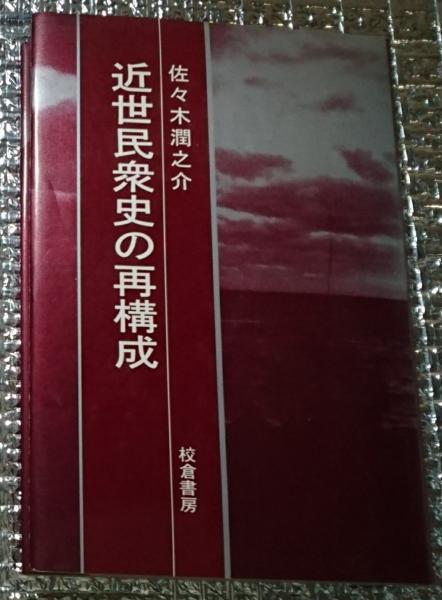 佐々木潤之介
近世民衆史の再構成
校倉書房